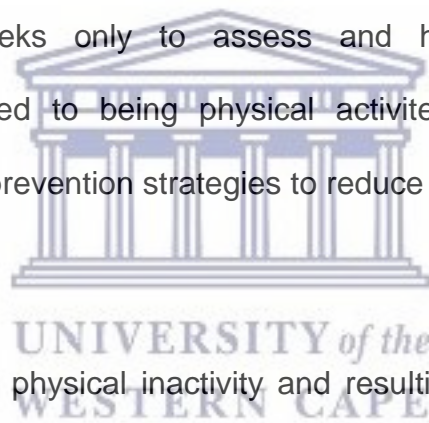 eeks only to assess and h
ed to being physical activite
prevention strategies to reduce
UNIVERSITY of the
physical inactivity and resulti
WESTERN CAPE